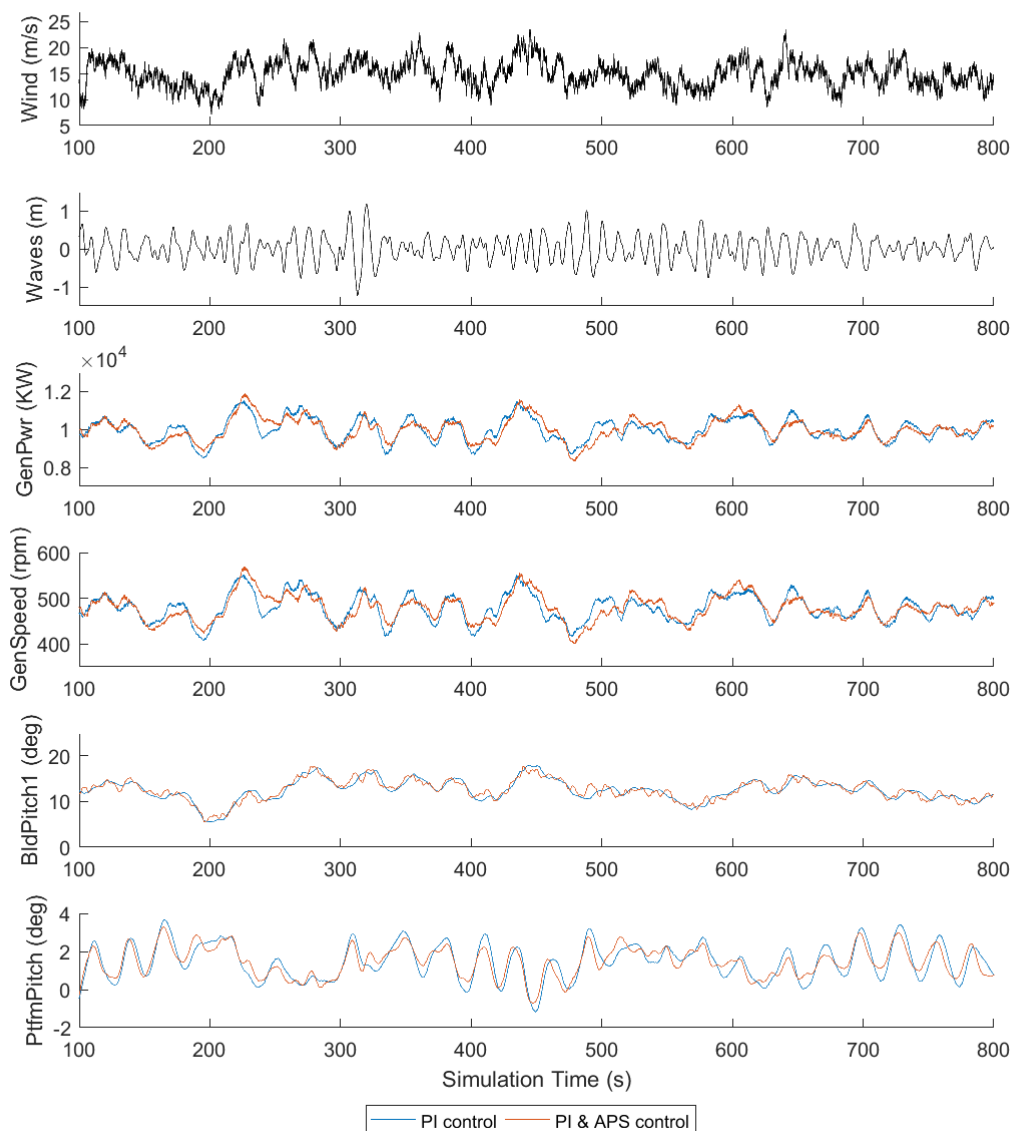 Wind (m/s)
25
20
15
10
5
100 200 300 400 500 600 700 800
Waves (m)
1
0
-1
100 200 300 400 500 600 700 800
×10⁴
GenPwr (KW)
1.2
1
0.8
100 200 300 400 500 600 700 800
GenSpeed (rpm)
600
500
400
100 200 300 400 500 600 700 800
BldPitch1 (deg)
20
10
0
100 200 300 400 500 600 700 800
PtfmPitch (deg)
4
2
0
-2
100 200 300 400 500 600 700 800
Simulation Time (s)
PI control PI & APS control